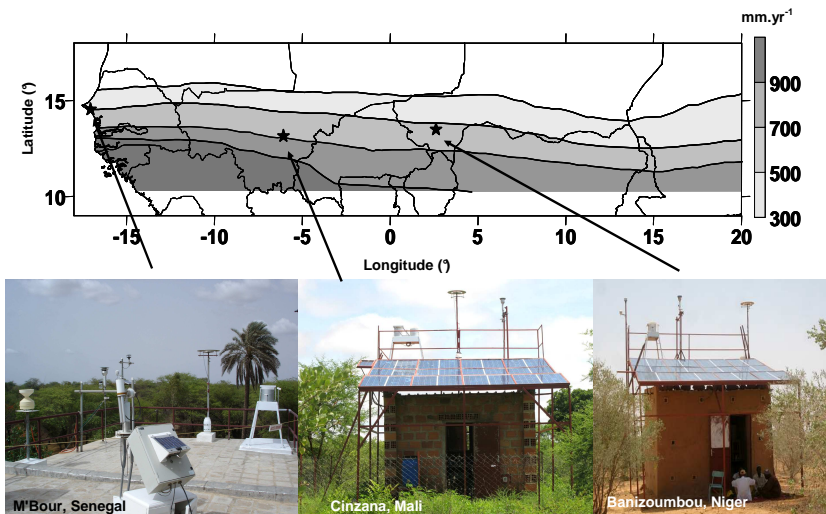 mm.yr-1
Latitude (°)
15
10
900
700
500
300
-15
-10
-5
0
5
10
15
20
Longitude (°)
M'Bour, Senegal
Cinzana, Mali
Banizoumbou, Niger